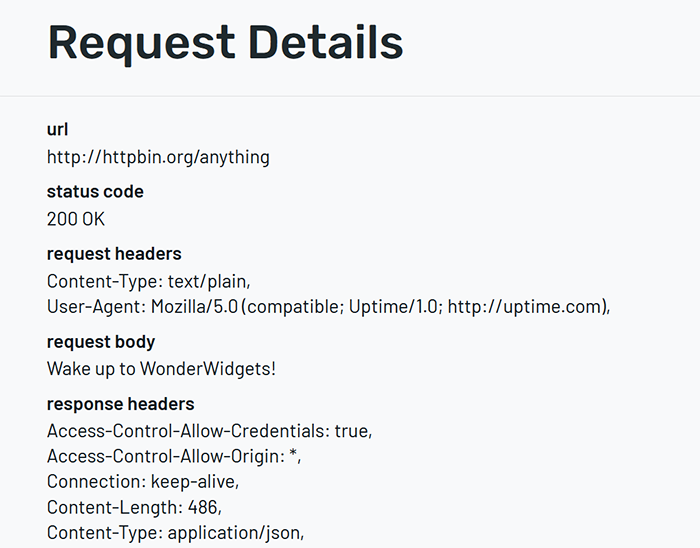 Request Details
url
http://httpbin.org/anything
status code
200 OK
request headers
Content-Type: text/plain,
User-Agent: Mozilla/5.0 (compatible; Uptime/1.0; http://uptime.com),
request body
Wake up to WonderWidgets!
response headers
Access-Control-Allow-Credentials: true,
Access-Control-Allow-Origin: *,
Connection: keep-alive,
Content-Length: 486,
Content-Type: application/json,